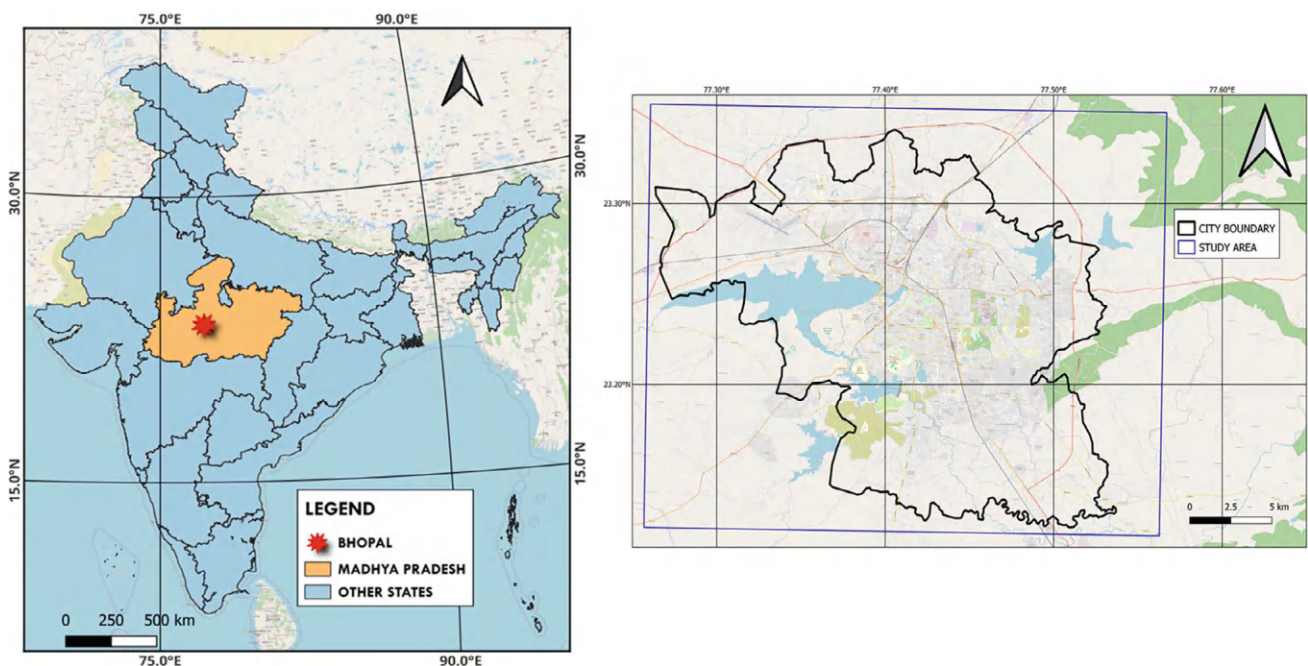 75.0°E
90.0°E
30.0°N
30.0°N
15.0°N
15.0°N
LEGEND
BHOPAL
MADHYA PRADESH
OTHER STATES
0 250 500 km
75.0°E
90.0°E
77.30°E
77.40°E
77.50°E
77.60°E
23.30°N
CITY BOUNDARY
STUDY AREA
23.20°N
0 2.5 5 km